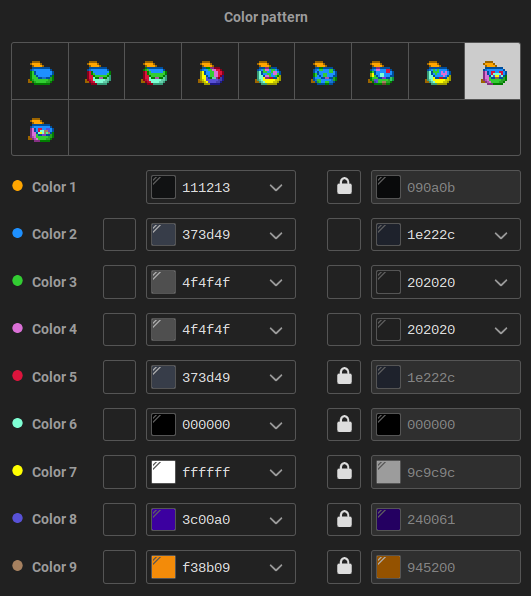 Color pattern
Color 1 111213 090a0b
Color 2 373d49 1e222c
Color 3 4f4f4f 202020
Color 4 4f4f4f 202020
Color 5 373d49 1e222c
Color 6 000000 000000
Color 7 ffffff 9c9c9c
Color 8 3c00a0 240061
Color 9 f38b09 945200